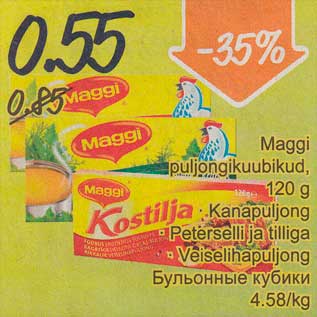 0.55
-35%
0.85
Maggi
Maggi
Maggi
Kostilja
120 g e
Maggi
puljongikuubikud,
120 g
· Kanapuljong
· Peterselli ja tilliga
· Veiselihapuljong
Бульонные кубики
4.58/kg